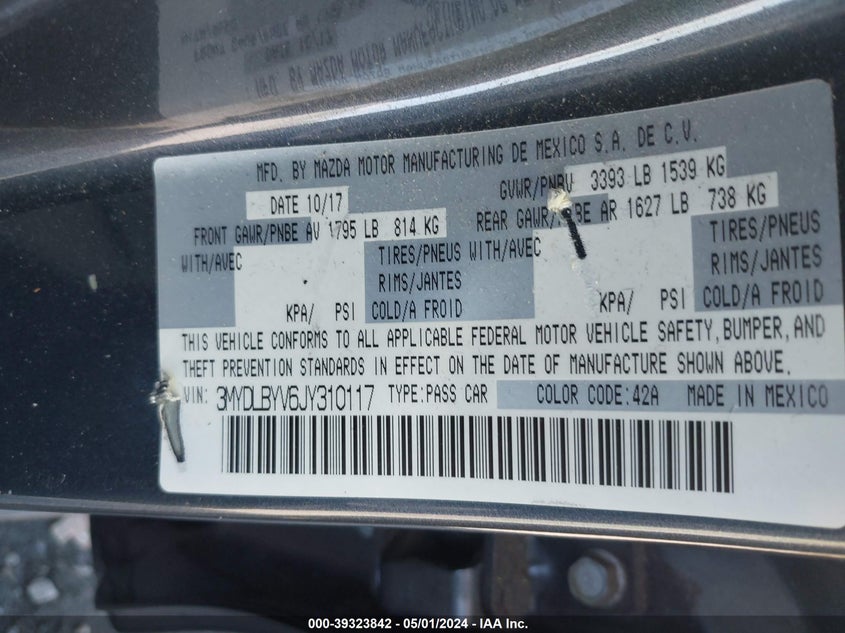 MFD. BY MAZDA MOTOR MANUFACTURING DE MEXICO S.A. DE C.V.
DATE 10/17 GVWR/PNBV 3393 LB 1539 KG
FRONT GAWR/PNBE AV 1795 LB 814 KG REAR GAWR/PNBE AR 1627 LB 738 KG
WITH/AVEC TIRES/PNEUS WITH/AVEC TIRES/PNEUS
RIMS/JANTES RIMS/JANTES
KPA/ PSI COLD/A FROID KPA/ PSI COLD/A FROID
THIS VEHICLE CONFORMS TO ALL APPLICABLE FEDERAL MOTOR VEHICLE SAFETY, BUMPER, AND
THEFT PREVENTION STANDARDS IN EFFECT ON THE DATE OF MANUFACTURE SHOWN ABOVE.
VIN: 3MYDLBYV6JY310117 TYPE:PASS CAR COLOR CODE:42A MADE IN MEXICO
000-39323842 - 05/01/2024 - IAA Inc.